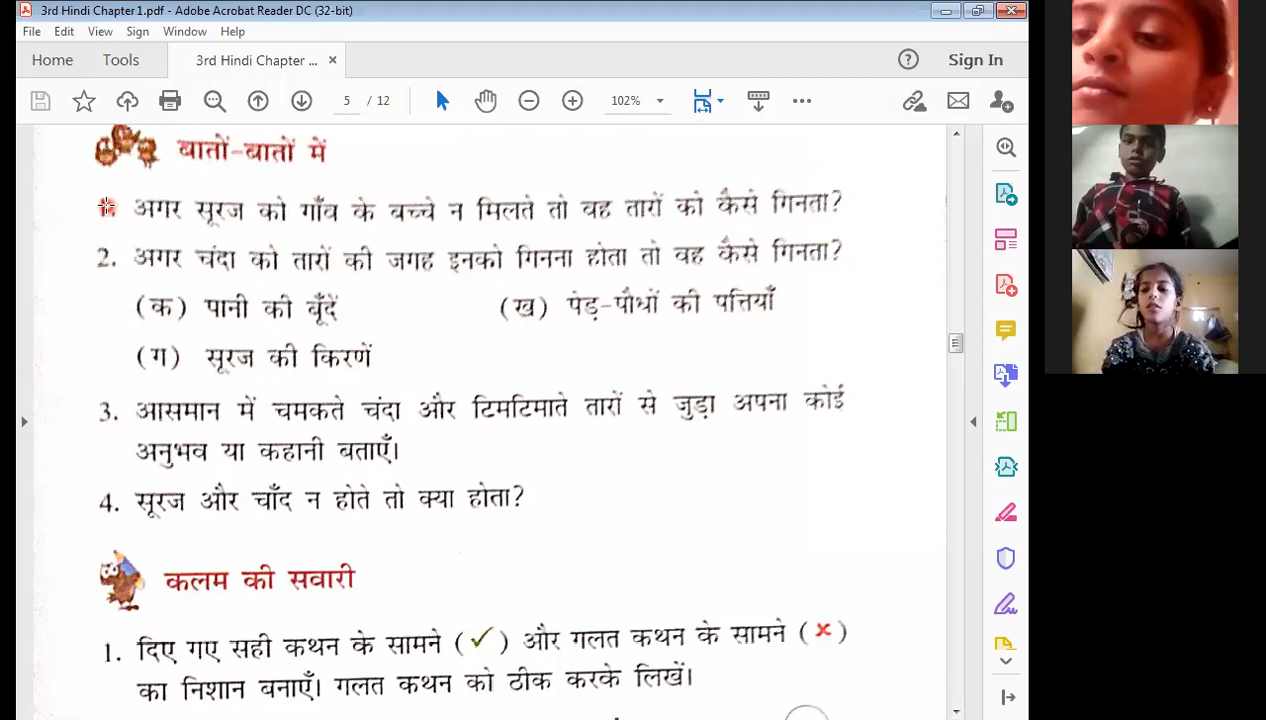 3rd Hindi Chapter 1.pdf - Adobe Acrobat Reader DC (32-bit)
File Edit View Sign Window Help
Home Tools 3rd Hindi Chapter ... × Sign In
5 / 12 102%
बातों-बातों में
अगर सूरज को गाँव के बच्चे न मिलते तो वह तारों को कैसे गिनता?
2. अगर चंदा को तारों की जगह इनको गिनना होता तो वह कैसे गिनता?
(क) पानी की बूँदें (ख) पेड़-पौधों की पत्तियाँ
(ग) सूरज की किरणें
3. आसमान में चमकते चंदा और टिमटिमाते तारों से जुड़ा अपना कोई
अनुभव या कहानी बताएँ।
4. सूरज और चाँद न होते तो क्या होता?
कलम की सवारी
1. दिए गए सही कथन के सामने (✓) और गलत कथन के सामने (×)
का निशान बनाएँ। गलत कथन को ठीक करके लिखें।